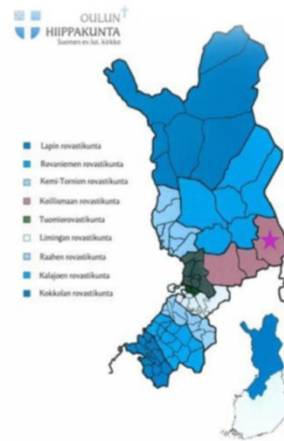 OULUN
HIIPPAKUNTA
Suomen ev.lut. kirkko
Lapin rovastikunta
Rovaniemen rovastikunta
Kemi-Tornion rovastikunta
Koillismaan rovastikunta
Tuomiorovastikunta
Limingan rovastikunta
Raahen rovastikunta
Kalajoen rovastikunta
Kokkolan rovastikunta